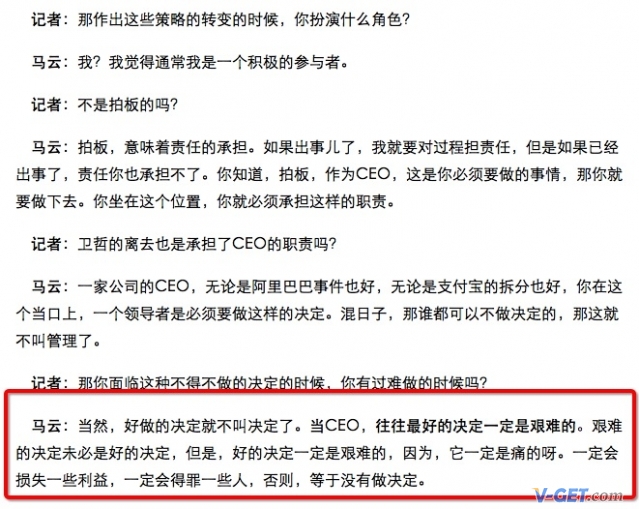 记者：那作出这些策略的转变的时候，你扮演什么角色？
马云：我？我觉得通常我是一个积极的参与者。
记者：不是拍板的吗？
马云：拍板，意味着责任的承担。如果出事儿了，我就要对过程担责任，但是如果已经
出事了，责任你也承担不了。你知道，拍板，作为CEO，这是你必须要做的事情，那你就
要做下去。你坐在这个位置，你就必须承担这样的职责。
记者：卫哲的离去也是承担了CEO的职责吗？
马云：一家公司的CEO，无论是阿里巴巴事件也好，无论是支付宝的拆分也好，你在这
个当口上，一个领导者是必须要做这样的决定。混日子，那谁都可以不做决定的，那这就
不叫管理了。
记者：那你面临这种不得不做的决定的时候，你有过难做的时候吗？
马云：当然，好做的决定就不叫决定了。当CEO，往往最好的决定一定是艰难的。艰难
的决定未必是好的决定，但是，好的决定一定是艰难的，因为，它一定是痛的呀。一定会
损失一些利益，一定会得罪一些人，否则，等于没有做决定。
V-GET.com